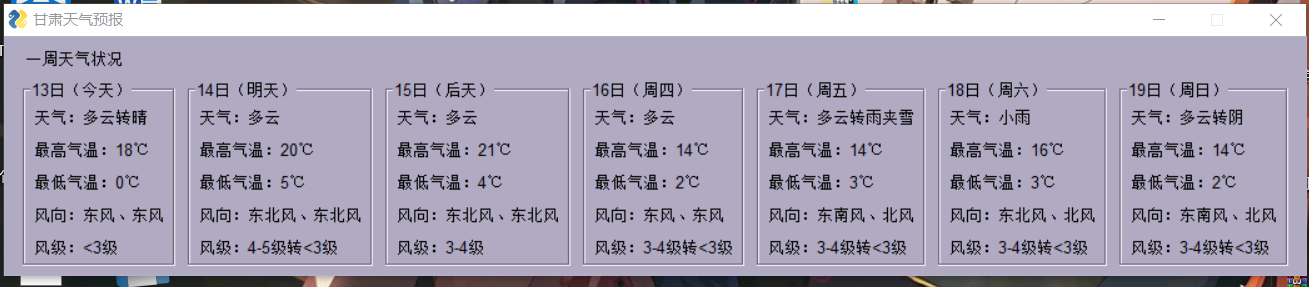 甘肃天气预报
一周天气状况
13日（今天）
天气：多云转晴
最高气温：18℃
最低气温：0℃
风向：东风、东风
风级：<3级
14日（明天）
天气：多云
最高气温：20℃
最低气温：5℃
风向：东北风、东北风
风级：4-5级转<3级
15日（后天）
天气：多云
最高气温：21℃
最低气温：4℃
风向：东北风、东北风
风级：3-4级
16日（周四）
天气：多云
最高气温：14℃
最低气温：2℃
风向：东风、东风
风级：3-4级转<3级
17日（周五）
天气：多云转雨夹雪
最高气温：14℃
最低气温：3℃
风向：东南风、北风
风级：3-4级转<3级
18日（周六）
天气：小雨
最高气温：16℃
最低气温：3℃
风向：东北风、北风
风级：3-4级转<3级
19日（周日）
天气：多云转阴
最高气温：14℃
最低气温：2℃
风向：东南风、北风
风级：3-4级转<3级